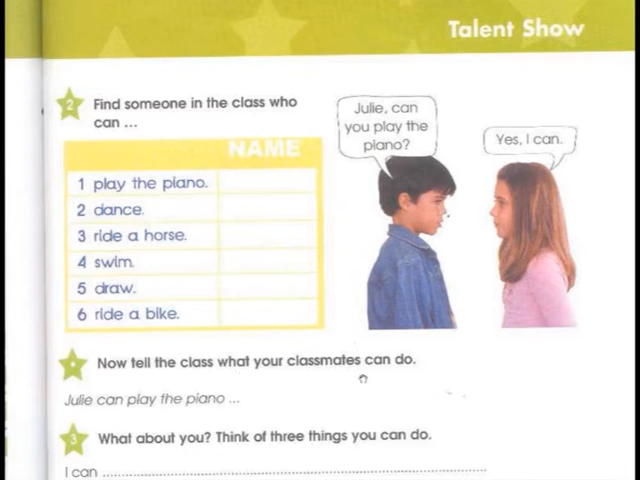 Talent Show
2 Find someone in the class who
can ...
NAME
1 play the piano.
2 dance.
3 ride a horse.
4 swim.
5 draw.
6 ride a bike.
Julie, can
you play the
piano?
Yes, I can.
Now tell the class what your classmates can do.
Julie can play the piano ...
3 What about you? Think of three things you can do.
I can ................................................................